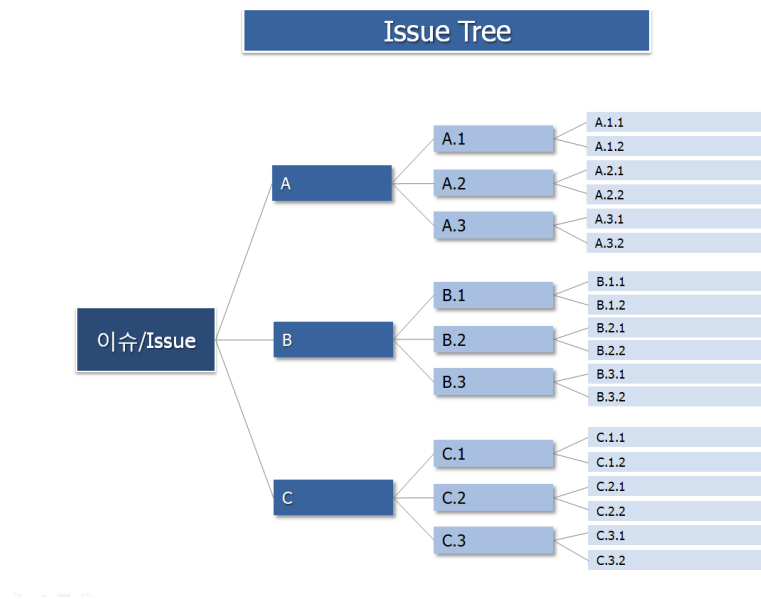 Issue Tree
이슈/Issue
A
A.1
A.1.1
A.1.2
A.2
A.2.1
A.2.2
A.3
A.3.1
A.3.2
B
B.1
B.1.1
B.1.2
B.2
B.2.1
B.2.2
B.3
B.3.1
B.3.2
C
C.1
C.1.1
C.1.2
C.2
C.2.1
C.2.2
C.3
C.3.1
C.3.2